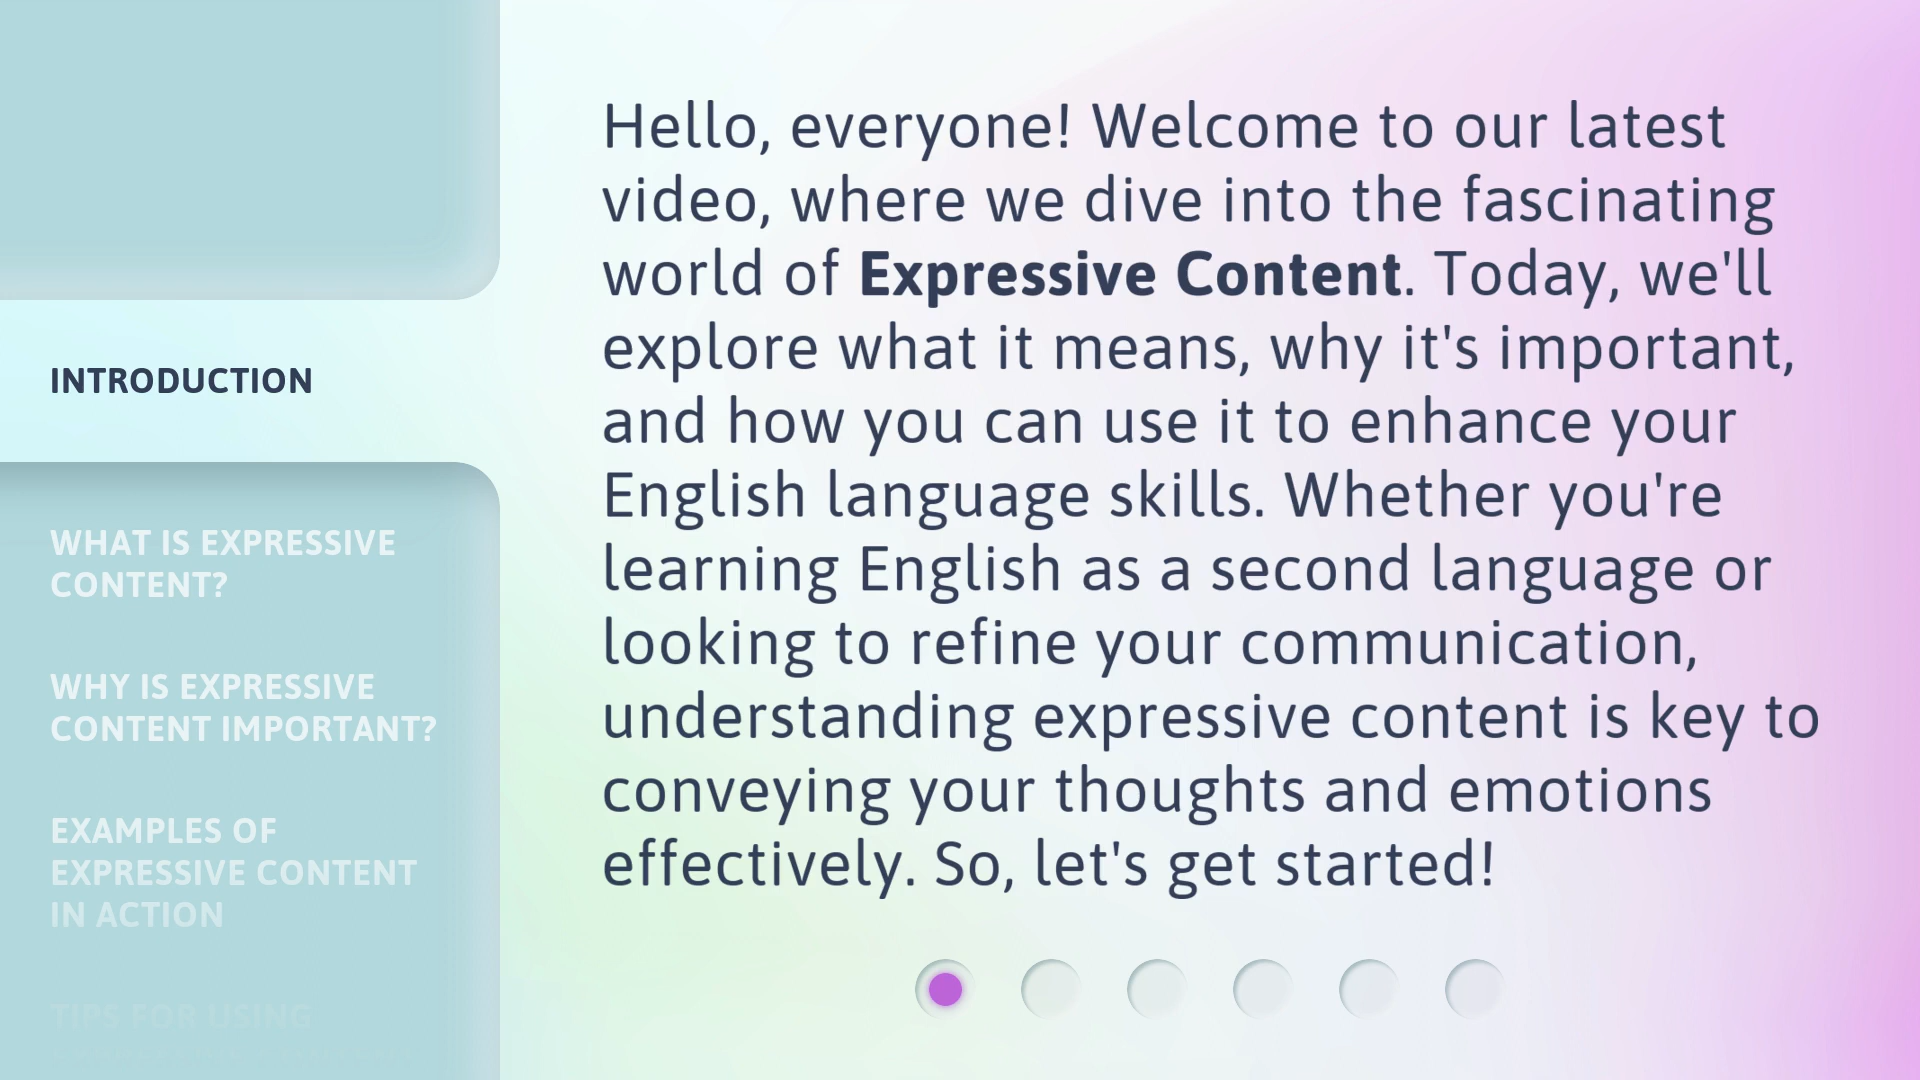 INTRODUCTION
WHAT IS EXPRESSIVE
CONTENT?
WHY IS EXPRESSIVE
CONTENT IMPORTANT?
EXAMPLES OF
EXPRESSIVE CONTENT
IN ACTION
TIPS FOR USING
Hello, everyone! Welcome to our latest
video, where we dive into the fascinating
world of Expressive Content. Today, we'll
explore what it means, why it's important,
and how you can use it to enhance your
English language skills. Whether you're
learning English as a second language or
looking to refine your communication,
understanding expressive content is key to
conveying your thoughts and emotions
effectively. So, let's get started!